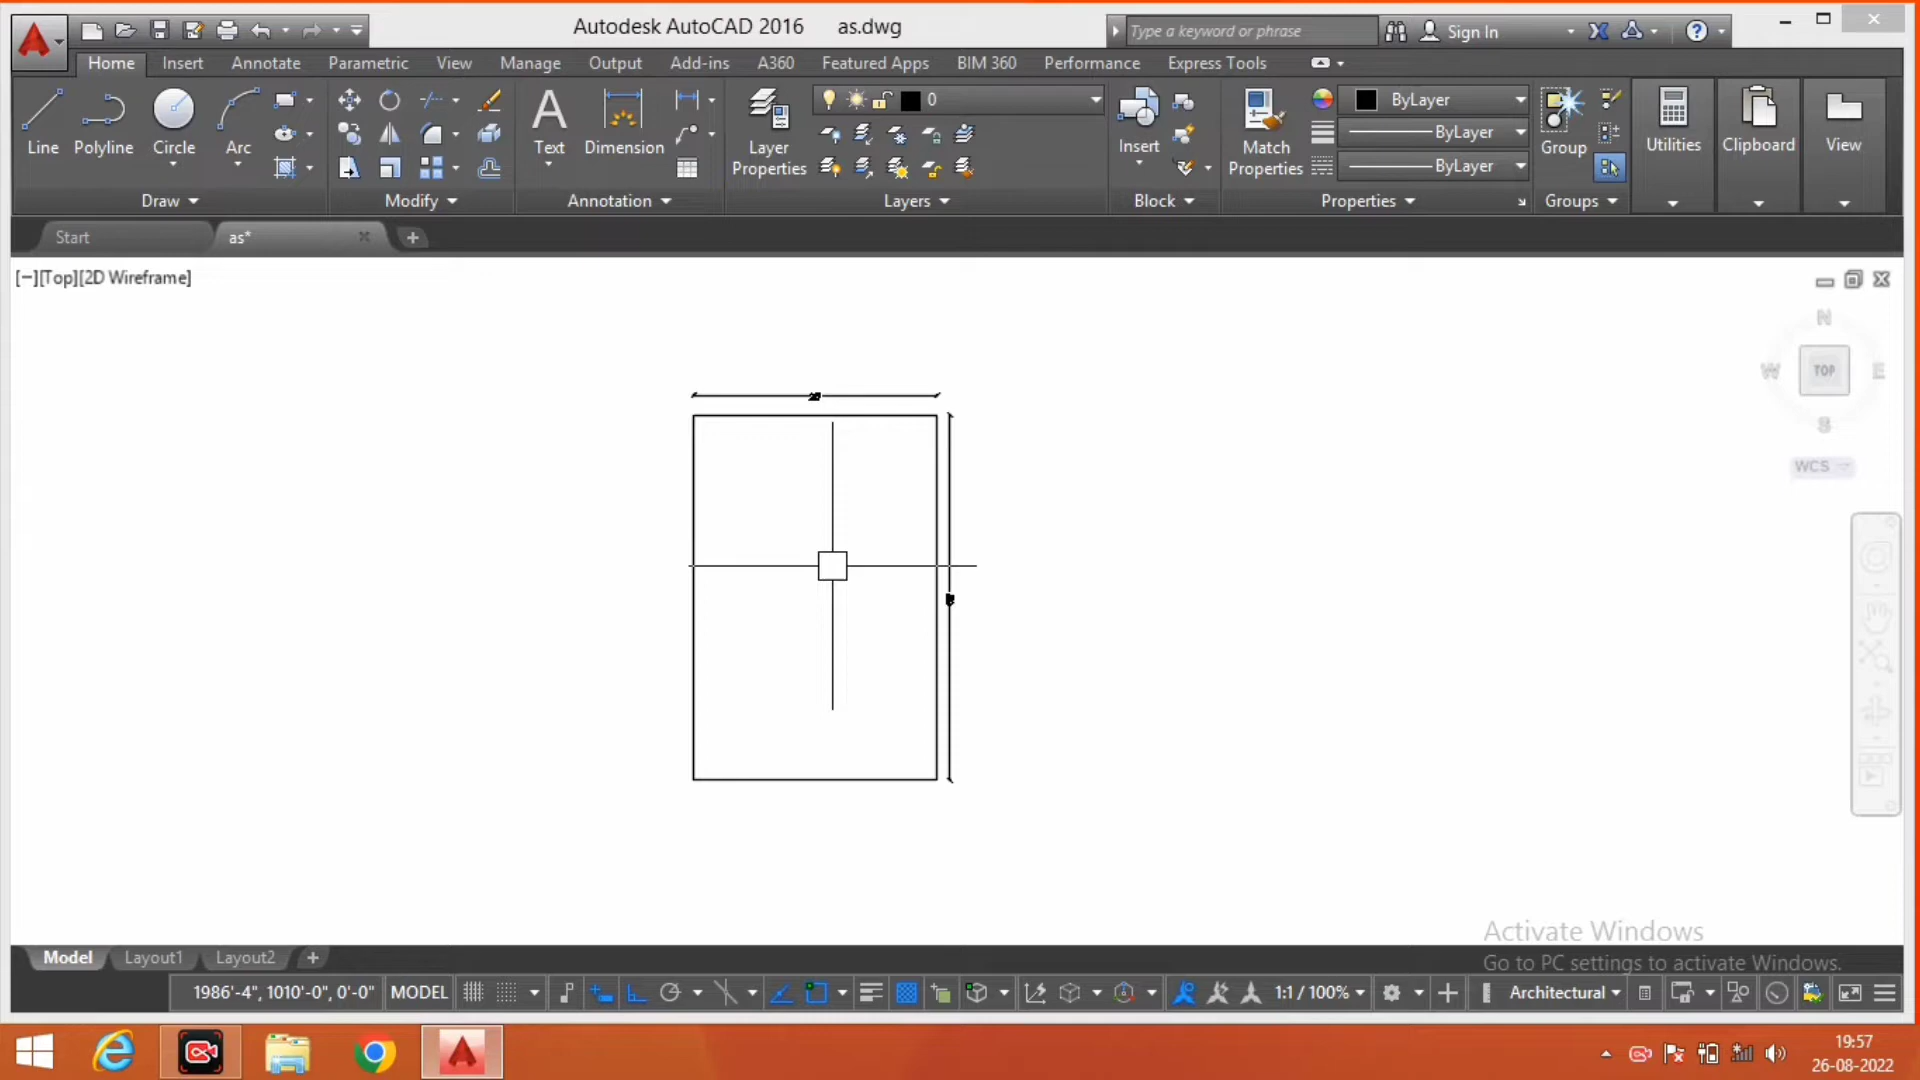 Autodesk AutoCAD 2016 as.dwg
Type a keyword or phrase
Sign In
Home Insert Annotate Parametric View Manage Output Add-ins A360 Featured Apps BIM 360 Performance Express Tools
0
ByLayer
ByLayer
ByLayer
Line Polyline Circle Arc
Text Dimension
Layer Properties
Insert
Match Properties
Group
Utilities Clipboard View
Draw Modify Annotation Layers Block Properties Groups
Start as*
[−][Top][2D Wireframe]
N
W TOP E
S
WCS
Activate Windows
Go to PC settings to activate Windows.
Model Layout1 Layout2
1986'-4", 1010'-0", 0'-0" MODEL 1:1 / 100% Architectural
19:57
26-08-2022